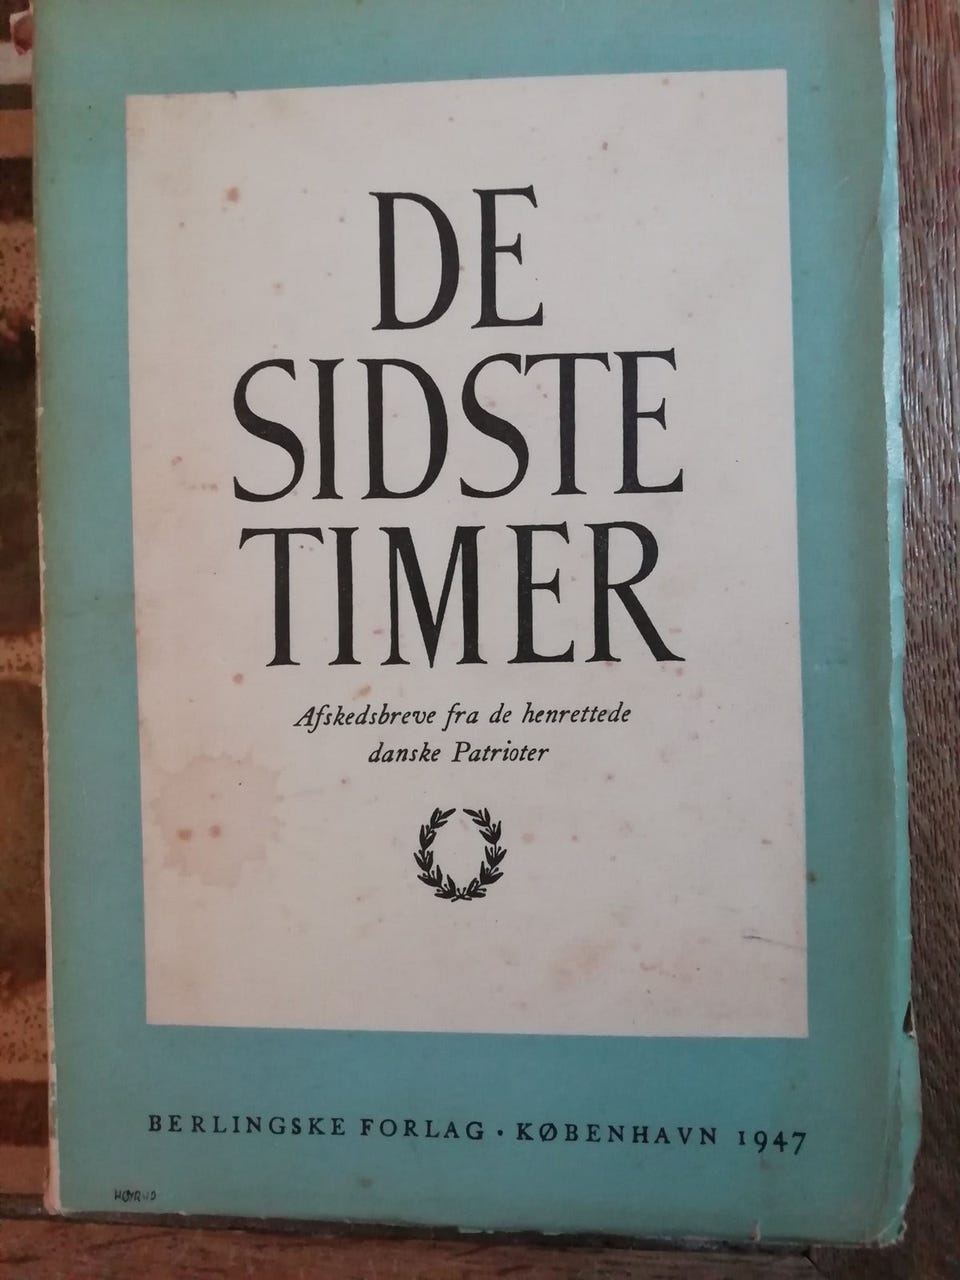 DE
SIDSTE
TIMER
Afskedsbreve fra de henrettede
danske Patrioter
BERLINGSKE FORLAG · KØBENHAVN 1947